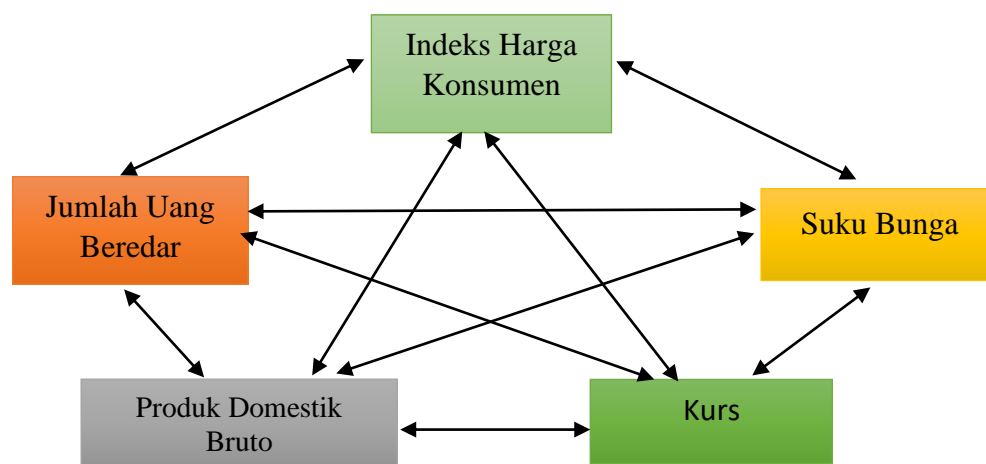 Indeks Harga
Konsumen
Jumlah Uang
Beredar
Suku Bunga
Produk Domestik
Bruto
Kurs